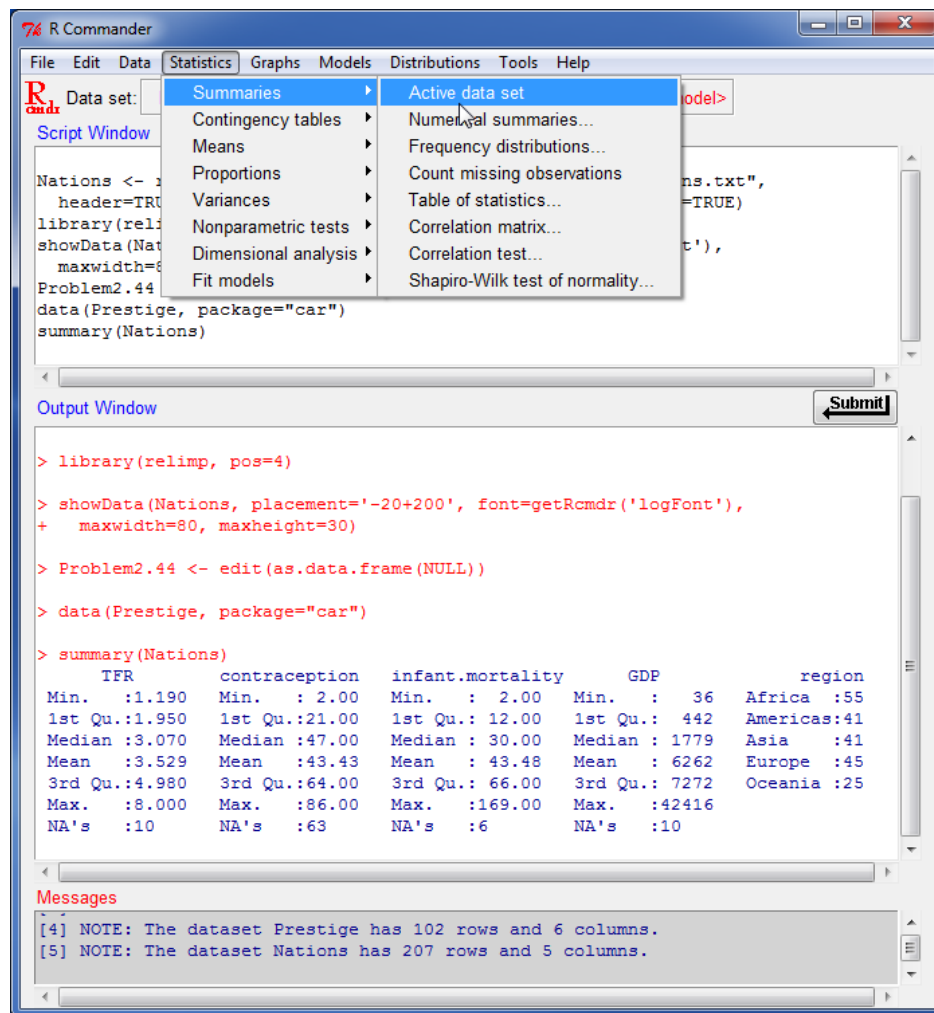 R Commander
File Edit Data Statistics Graphs Models Distributions Tools Help
R cmdr Data set: model>
Summaries
Contingency tables
Means
Proportions
Variances
Nonparametric tests
Dimensional analysis
Fit models
Active data set
Numerical summaries...
Frequency distributions...
Count missing observations
Table of statistics...
Correlation matrix...
Correlation test...
Shapiro-Wilk test of normality...
Script Window
Nations <- ns.txt",
header=TRU =TRUE)
library(reli
showData(Nat t'),
maxwidth=8
Problem2.44
data(Prestige, package="car")
summary(Nations)
Output Window
Submit
> library(relimp, pos=4)
> showData(Nations, placement='-20+200', font=getRcmdr('logFont'),
+ maxwidth=80, maxheight=30)
> Problem2.44 <- edit(as.data.frame(NULL))
> data(Prestige, package="car")
> summary(Nations)
TFR contraception infant.mortality GDP region
Min. :1.190 Min. : 2.00 Min. : 2.00 Min. : 36 Africa :55
1st Qu.:1.950 1st Qu.:21.00 1st Qu.: 12.00 1st Qu.: 442 Americas:41
Median :3.070 Median :47.00 Median : 30.00 Median : 1779 Asia :41
Mean :3.529 Mean :43.43 Mean : 43.48 Mean : 6262 Europe :45
3rd Qu.:4.980 3rd Qu.:64.00 3rd Qu.: 66.00 3rd Qu.: 7272 Oceania :25
Max. :8.000 Max. :86.00 Max. :169.00 Max. :42416
NA's :10 NA's :63 NA's :6 NA's :10
Messages
[4] NOTE: The dataset Prestige has 102 rows and 6 columns.
[5] NOTE: The dataset Nations has 207 rows and 5 columns.